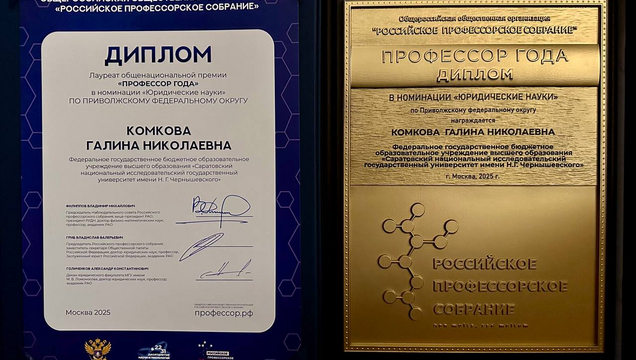 «РОССИЙСКОЕ ПРОФЕССОРСКОЕ СОБРАНИЕ»
ДИПЛОМ
Лауреат общенациональной премии
«ПРОФЕССОР ГОДА»
в номинации «Юридические науки»
ПО ПРИВОЛЖСКОМУ ФЕДЕРАЛЬНОМУ ОКРУГУ
КОМКОВА
ГАЛИНА НИКОЛАЕВНА
Федеральное государственное бюджетное образовательное
учреждение высшего образования «Саратовский
национальный исследовательский государственный
университет имени Н.Г. Чернышевского»
ФИЛИППОВ ВЛАДИМИР МИХАЙЛОВИЧ
ГРИБ ВЛАДИСЛАВ ВАЛЕРЬЕВИЧ
ГОЛИЧЕНКОВ АЛЕКСАНДР КОНСТАНТИНОВИЧ
Москва 2025
профессор.рф
Общероссийская общественная организация
"РОССИЙСКОЕ ПРОФЕССОРСКОЕ СОБРАНИЕ"
ПРОФЕССОР ГОДА
ДИПЛОМ
В НОМИНАЦИИ «ЮРИДИЧЕСКИЕ НАУКИ»
по Приволжскому федеральному округу
награждается
КОМКОВА ГАЛИНА НИКОЛАЕВНА
Федеральное государственное бюджетное
образовательное учреждение высшего образования
«Саратовский национальный исследовательский
государственный университет имени Н.Г. Чернышевского»
г. Москва, 2025 г.
РОССИЙСКОЕ
ПРОФЕССОРСКОЕ
СОБРАНИЕ